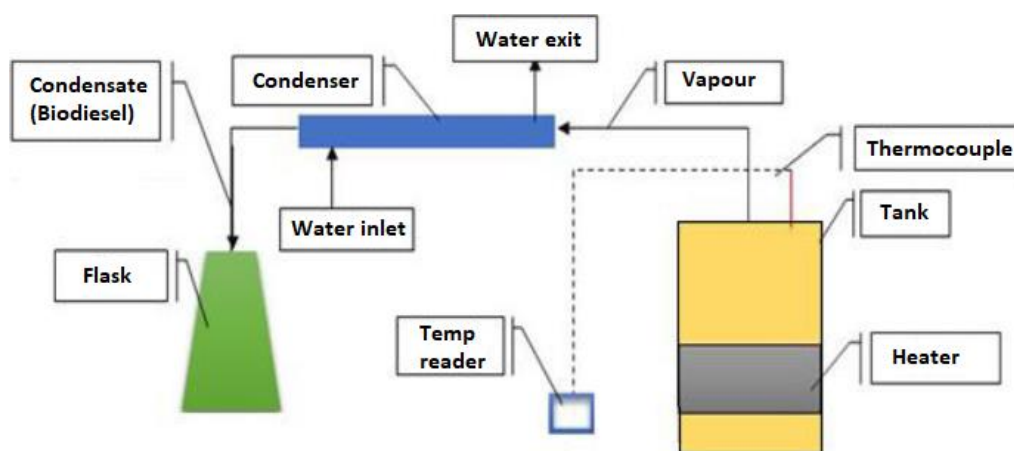 Water exit
Condensate
(Biodiesel)
Condenser
Vapour
Thermocouple
Tank
Water inlet
Flask
Temp
reader
Heater